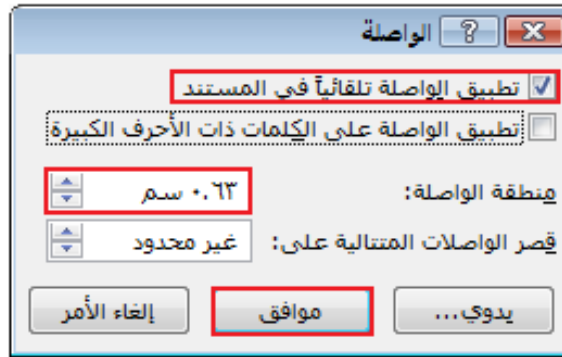 الواصلة
تطبيق الواصلة تلقائياً في المستند
تطبيق الواصلة على الكلمات ذات الأحرف الكبيرة
منطقة الواصلة: ٠.٦٣ سم
قصر الواصلات المتتالية على: غير محدود
يدوي... موافق إلغاء الأمر